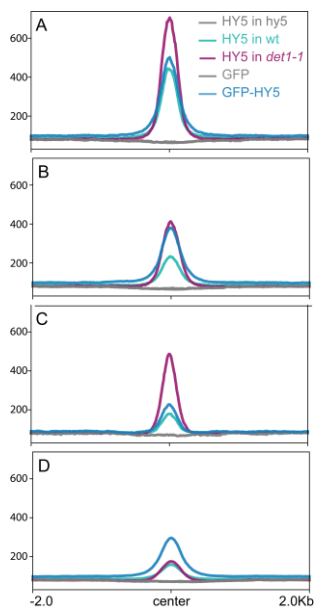 A
HY5 in hy5
HY5 in wt
HY5 in det1-1
GFP
GFP-HY5
600
400
200
B
600
400
200
C
600
400
200
D
600
400
200
-2.0 center 2.0Kb